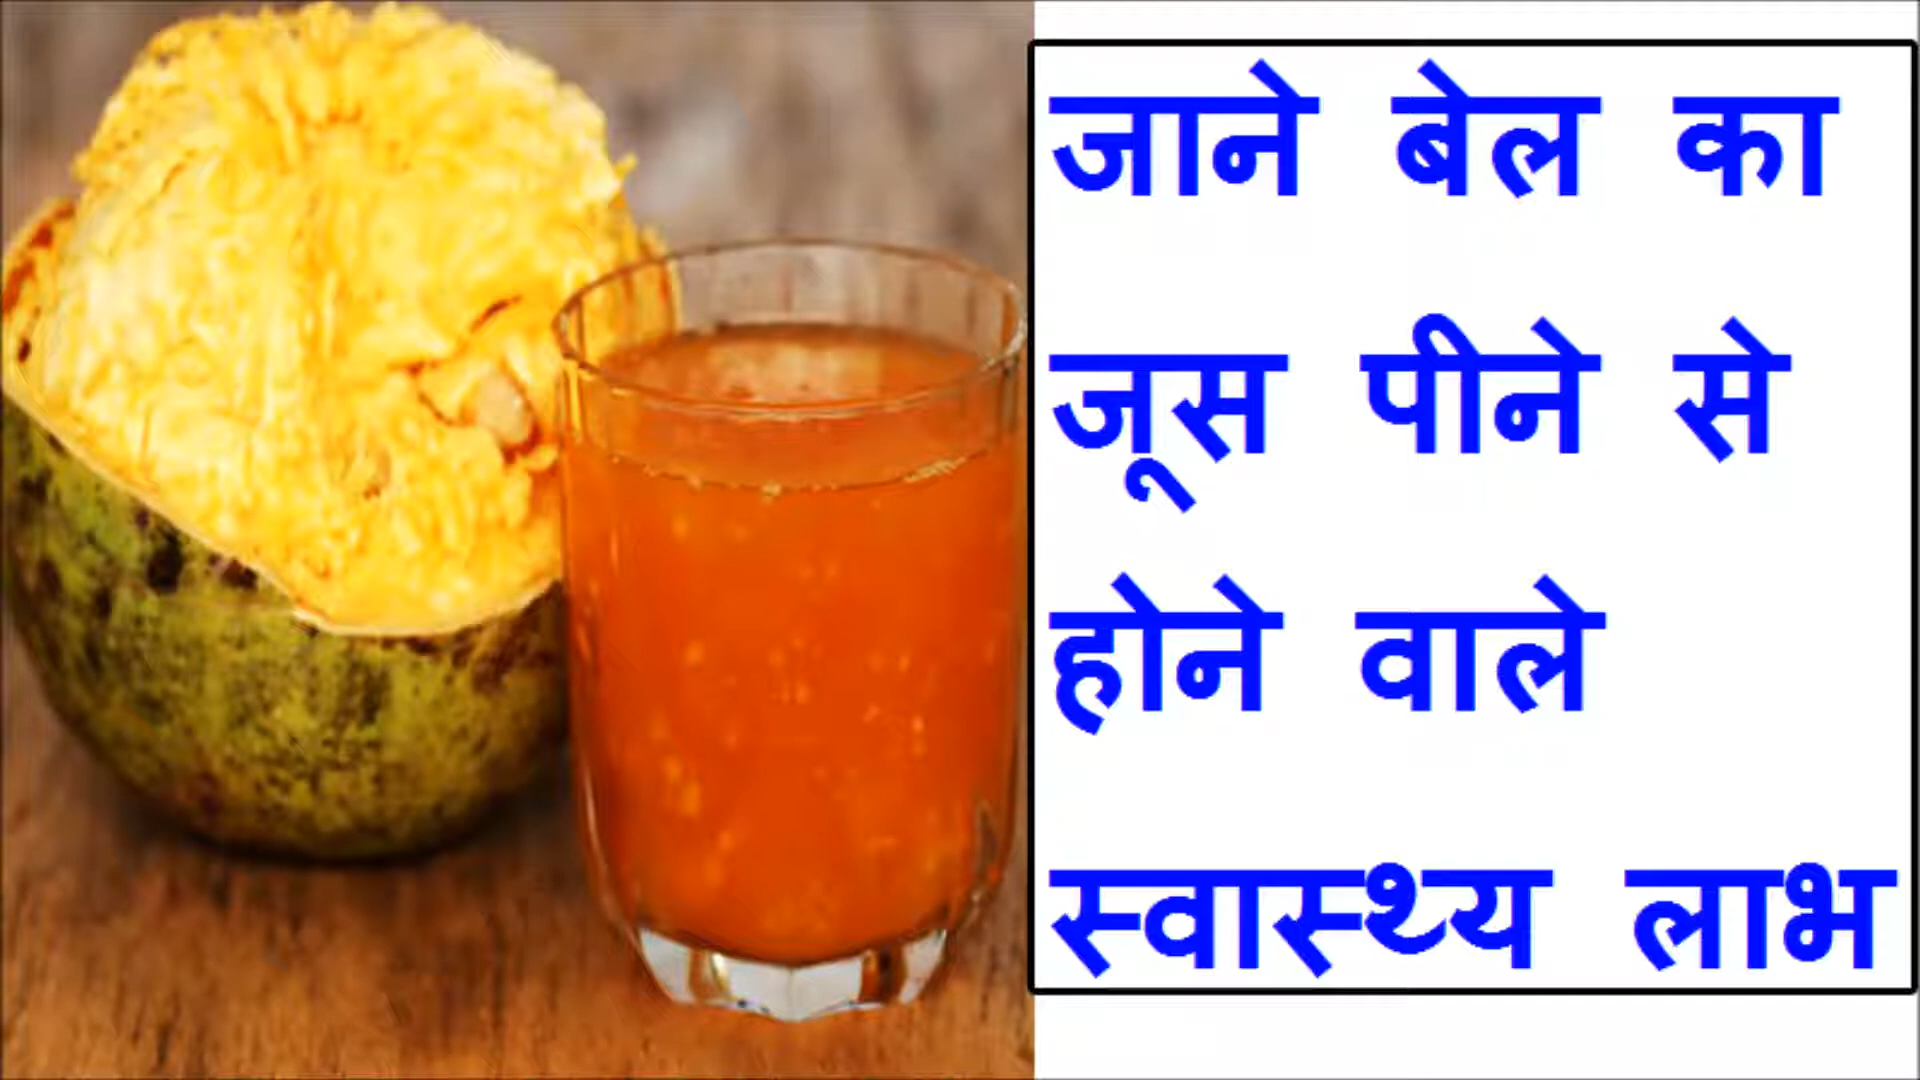 जाने बेल का
जूस पीने से
होने वाले
स्वास्थ्य लाभ